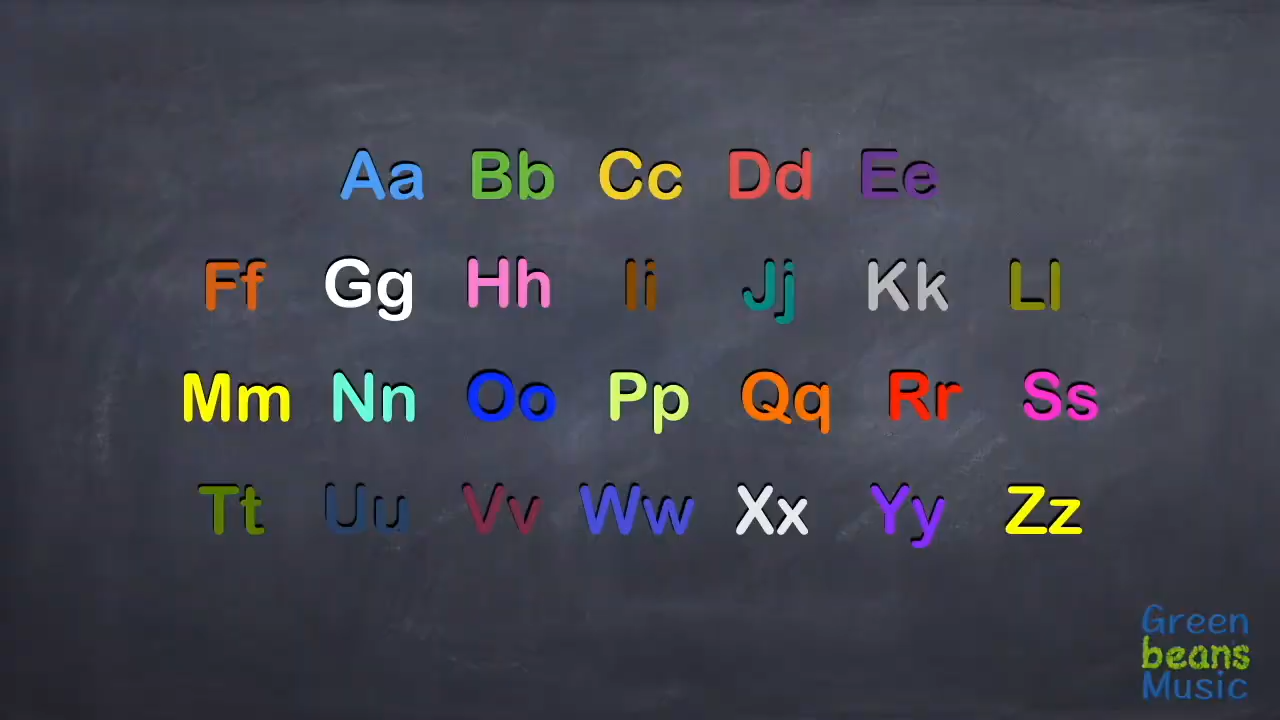 Aa Bb Cc Dd Ee
Ff Gg Hh Ii Jj Kk Ll
Mm Nn Oo Pp Qq Rr Ss
Tt Uu Vv Ww Xx Yy Zz
Green
beans
Music